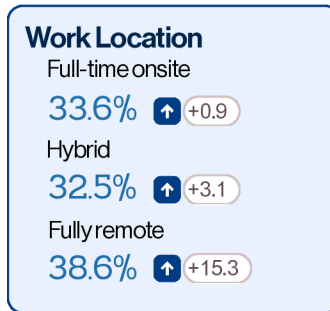 Work Location
Full-time onsite
33.6% +0.9
Hybrid
32.5% +3.1
Fully remote
38.6% +15.3